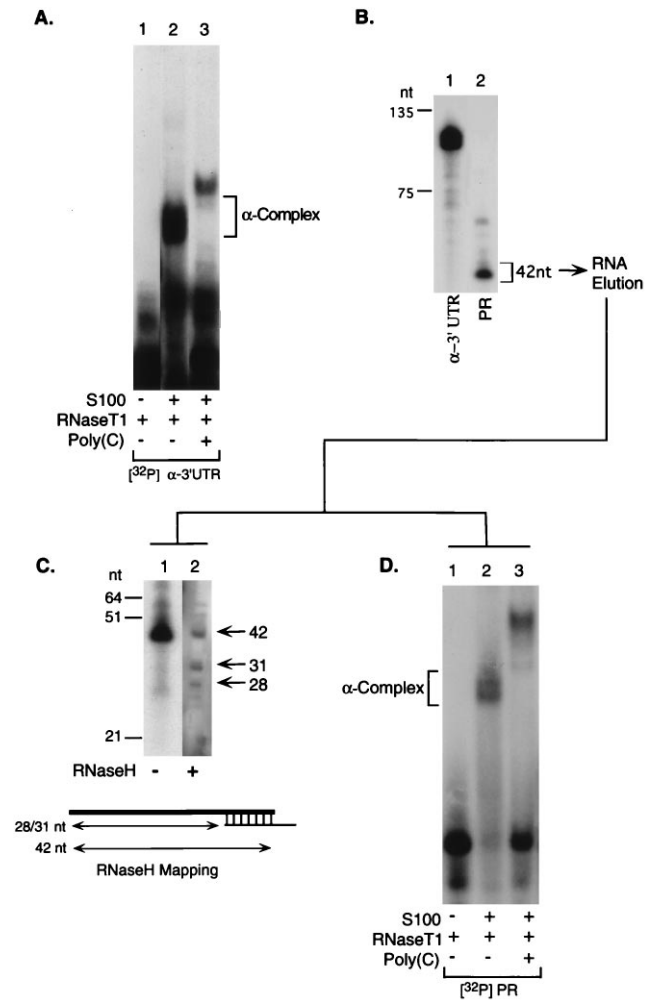 A.
1 2 3
α-Complex
S100 - + +
RNaseT1 + + +
Poly(C) - - +
[32P] α-3'UTR
B.
1 2
nt
135
75
42nt
RNA
Elution
α-3' UTR
PR
C.
1 2
nt
64
51
42
31
28
21
RNaseH - +
28/31 nt
42 nt
RNaseH Mapping
D.
1 2 3
α-Complex
S100 - + +
RNaseT1 + + +
Poly(C) - - +
[32P] PR